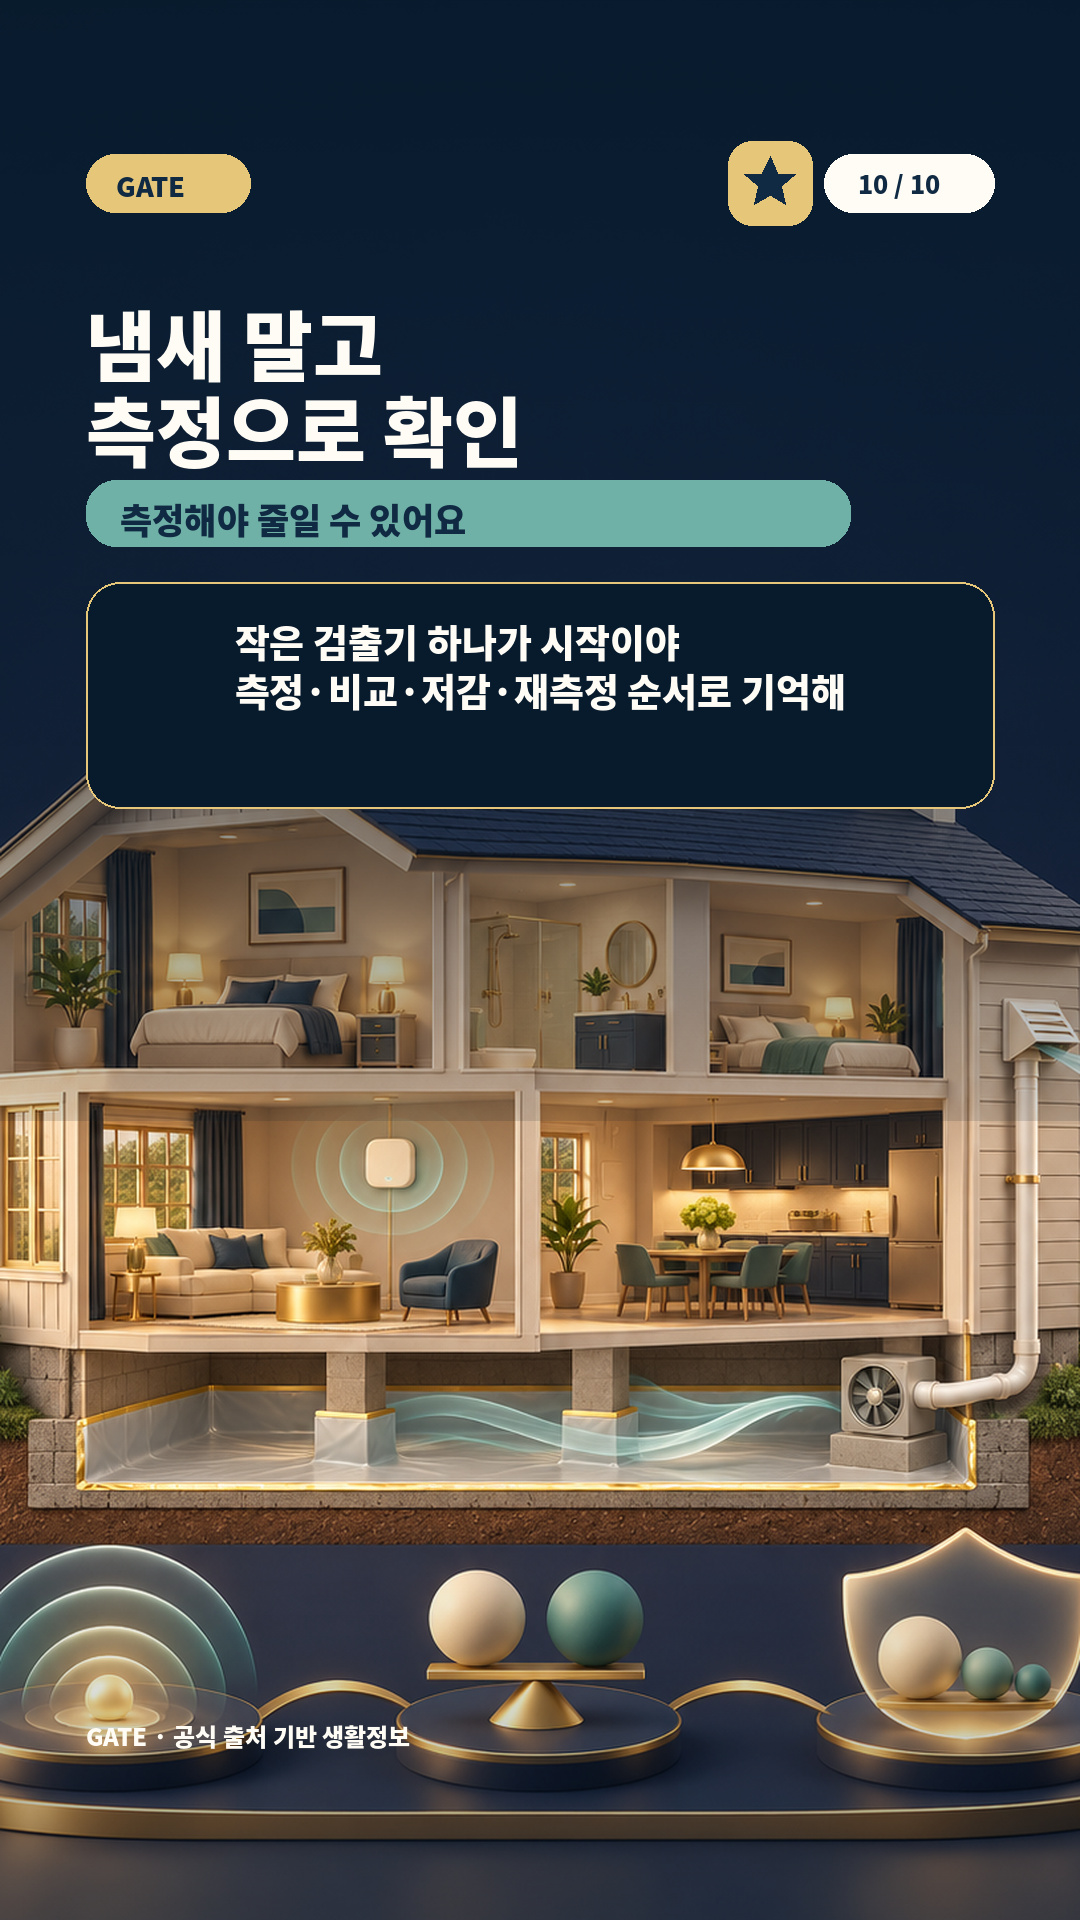 GATE
10 / 10
냄새 말고
측정으로 확인
측정해야 줄일 수 있어요
작은 검출기 하나가 시작이야
측정·비교·저감·재측정 순서로 기억해
GATE · 공식 출처 기반 생활정보